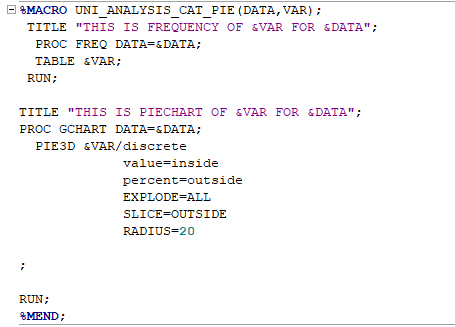 %MACRO UNI_ANALYSIS_CAT_PIE(DATA,VAR);
TITLE "THIS IS FREQUENCY OF &VAR FOR &DATA";
PROC FREQ DATA=&DATA;
TABLE &VAR;
RUN;
TITLE "THIS IS PIECHART OF &VAR FOR &DATA";
PROC GCHART DATA=&DATA;
PIE3D &VAR/discrete
value=inside
percent=outside
EXPLODE=ALL
SLICE=OUTSIDE
RADIUS=20
;
RUN;
%MEND;